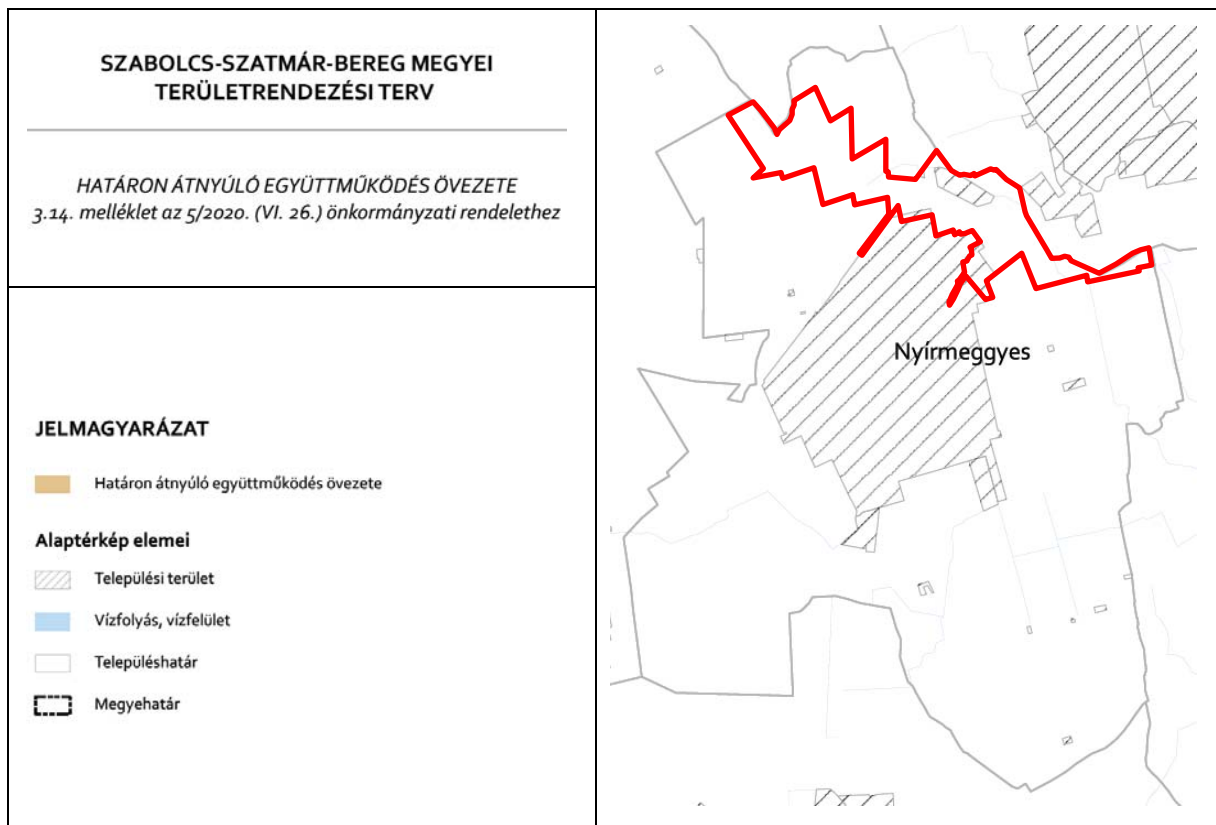 SZABOLCS-SZATMÁR-BEREG MEGYEI
TERÜLETRENDEZÉSI TERV
HATÁRON ÁTNYÚLÓ EGYÜTTMŰKÖDÉS ÖVEZETE
3.14. melléklet az 5/2020. (VI. 26.) önkormányzati rendelethez
JELMAGYARÁZAT
Határon átnyúló együttműködés övezete
Alaptérkép elemei
Települési terület
Vízfolyás, vízfelület
Településhatár
Megyehatár
Nyírmeggyes